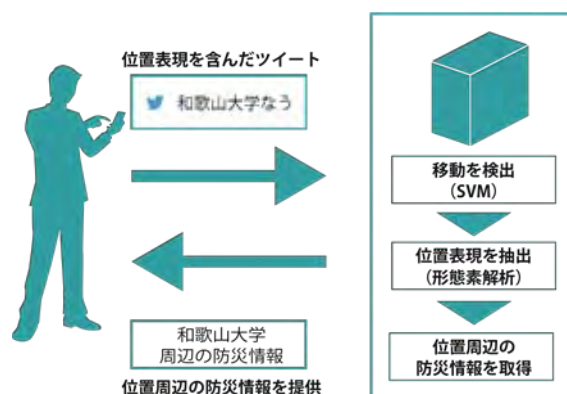 位置表現を含んだツイート
和歌山大学なう
移動を検出
（SVM）
位置表現を抽出
（形態素解析）
位置周辺の
防災情報を取得
和歌山大学
周辺の防災情報
位置周辺の防災情報を提供